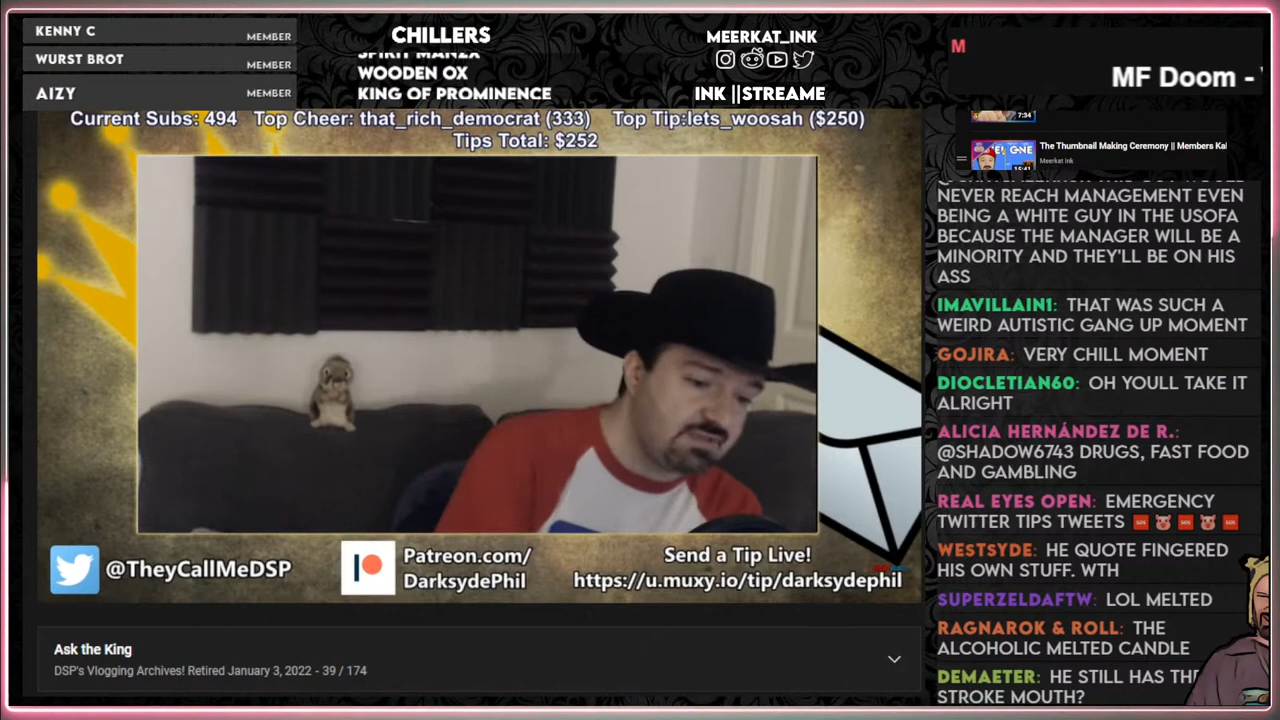 KENNY C
MEMBER
WURST BROT
MEMBER
AIZY
MEMBER
CHILLERS
SPIRIT MANZX
WOODEN OX
KING OF PROMINENCE
MEERKAT_INK
INK ||STREAME
M
MF Doom -
Current Subs: 494 Top Cheer: that_rich_democrat (333) Top Tip:lets_woosah ($250)
Tips Total: $252
@TheyCallMeDSP
Patreon.com/
DarksydePhil
Send a Tip Live!
https://u.muxy.io/tip/darksydephil
Ask the King
DSP's Vlogging Archives! Retired January 3, 2022 - 39 / 174
7:34
The Thumbnail Making Ceremony || Members Kal
Meerkat Ink
15:41
NEVER REACH MANAGEMENT EVEN
BEING A WHITE GUY IN THE USOFA
BECAUSE THE MANAGER WILL BE A
MINORITY AND THEY'LL BE ON HIS
ASS
IMAVILLAIN1: THAT WAS SUCH A
WEIRD AUTISTIC GANG UP MOMENT
GOJIRA: VERY CHILL MOMENT
DIOCLETIAN60: OH YOULL TAKE IT
ALRIGHT
ALICIA HERNÁNDEZ DE R.:
@SHADOW6743 DRUGS, FAST FOOD
AND GAMBLING
REAL EYES OPEN: EMERGENCY
TWITTER TIPS TWEETS 🆘🐷🆘🐷🆘
WESTSYDE: HE QUOTE FINGERED
HIS OWN STUFF. WTH
SUPERZELDAFTW: LOL MELTED
RAGNAROK & ROLL: THE
ALCOHOLIC MELTED CANDLE
DEMAETER: HE STILL HAS THE
STROKE MOUTH?